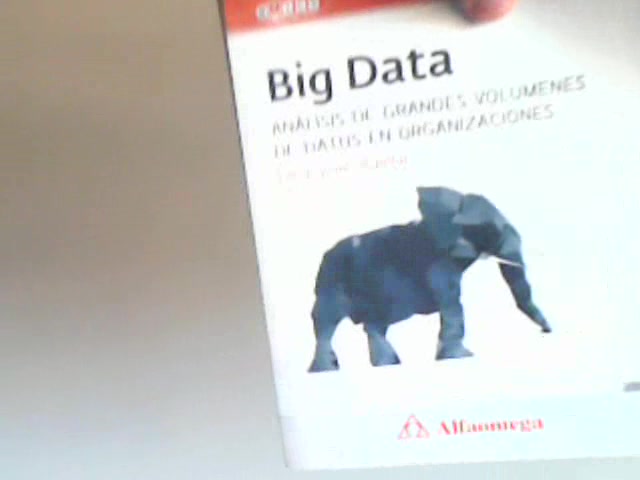 Big Data
ANÁLISIS DE GRANDES VOLÚMENES
DE DATOS EN ORGANIZACIONES
Alfaomega